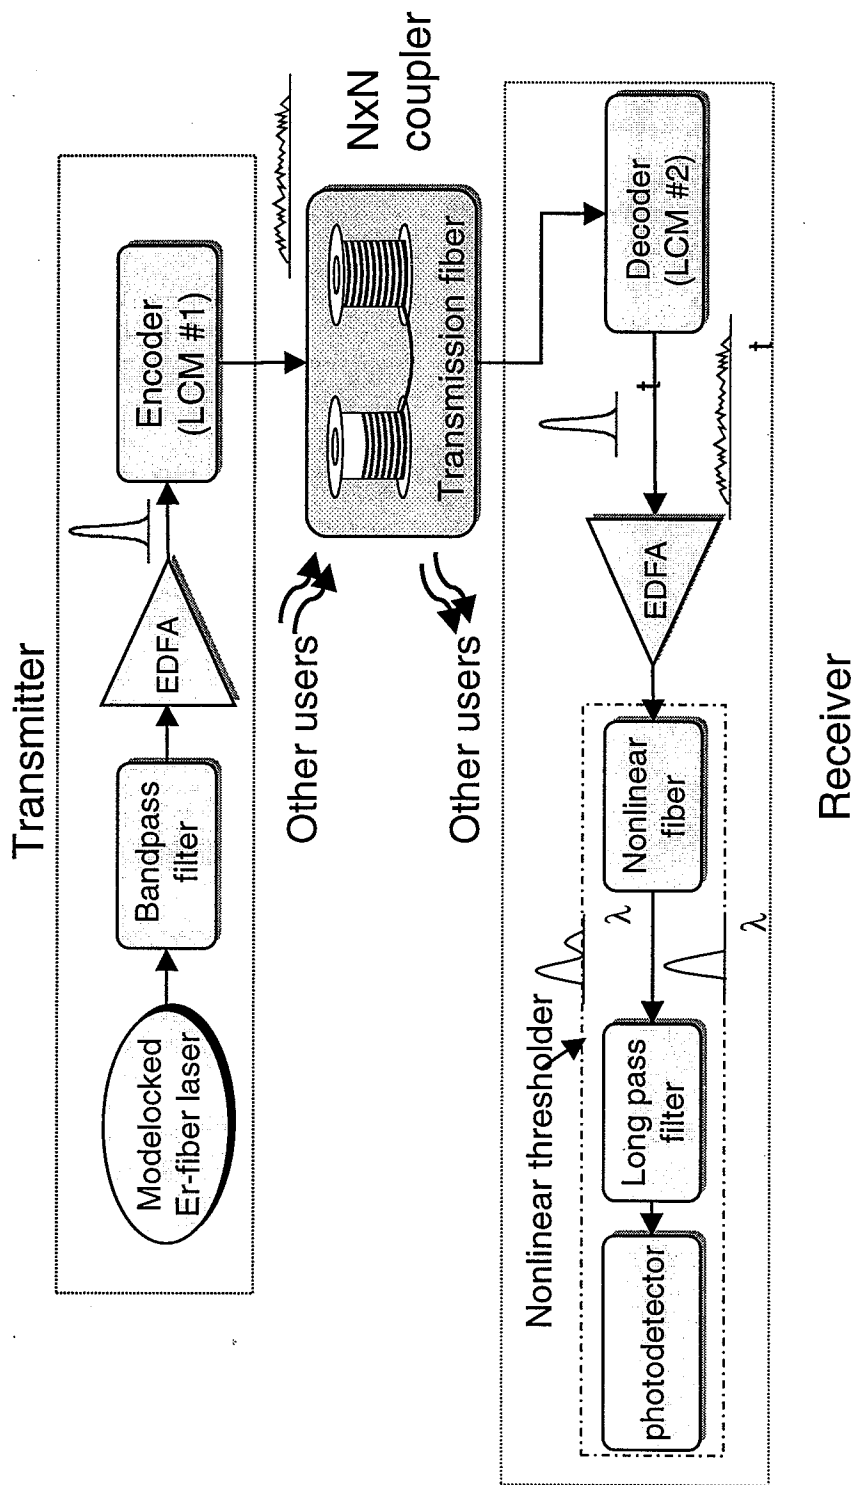 Transmitter
Modelocked
Er-fiber laser
Bandpass
filter
EDFA
Encoder
(LCM #1)
Other users
Other users
Transmission fiber
NxN
coupler
Nonlinear thresholder
photodetector
Long pass
filter
λ
λ
Nonlinear
fiber
EDFA
t
t
Decoder
(LCM #2)
Receiver